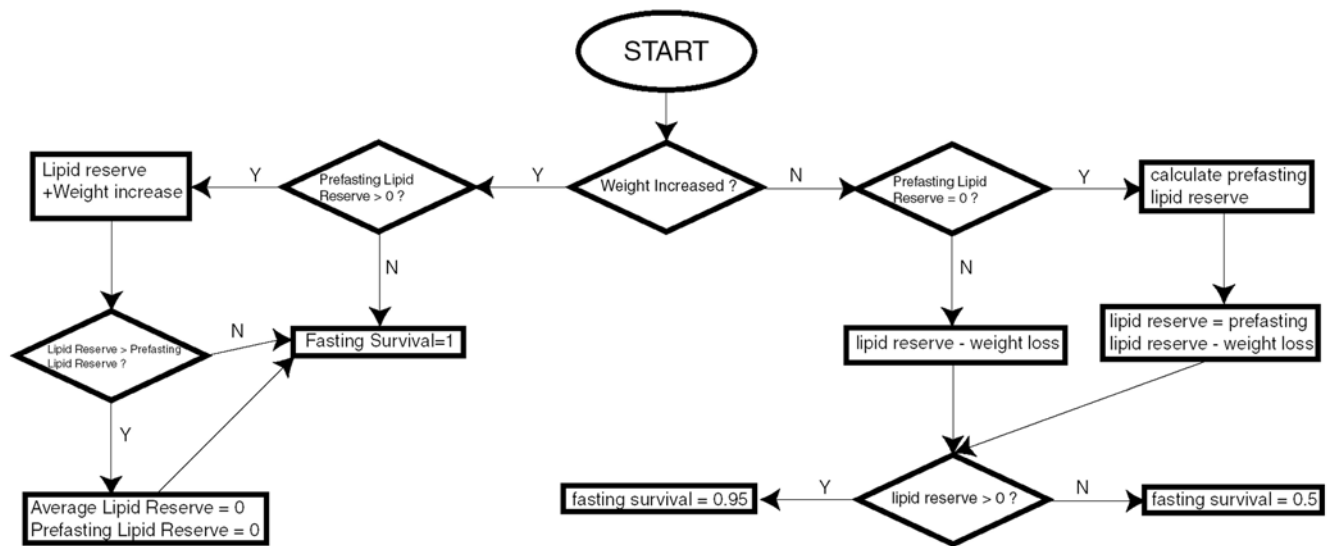 START
Weight Increased ?
Y
N
Prefasting Lipid
Reserve > 0 ?
Y
N
Lipid reserve
+Weight increase
Lipid Reserve > Prefasting
Lipid Reserve ?
N
Y
Fasting Survival=1
Average Lipid Reserve = 0
Prefasting Lipid Reserve = 0
Prefasting Lipid
Reserve = 0 ?
Y
N
calculate prefasting
lipid reserve
lipid reserve - weight loss
lipid reserve = prefasting
lipid reserve - weight loss
lipid reserve > 0 ?
Y
N
fasting survival = 0.95
fasting survival = 0.5